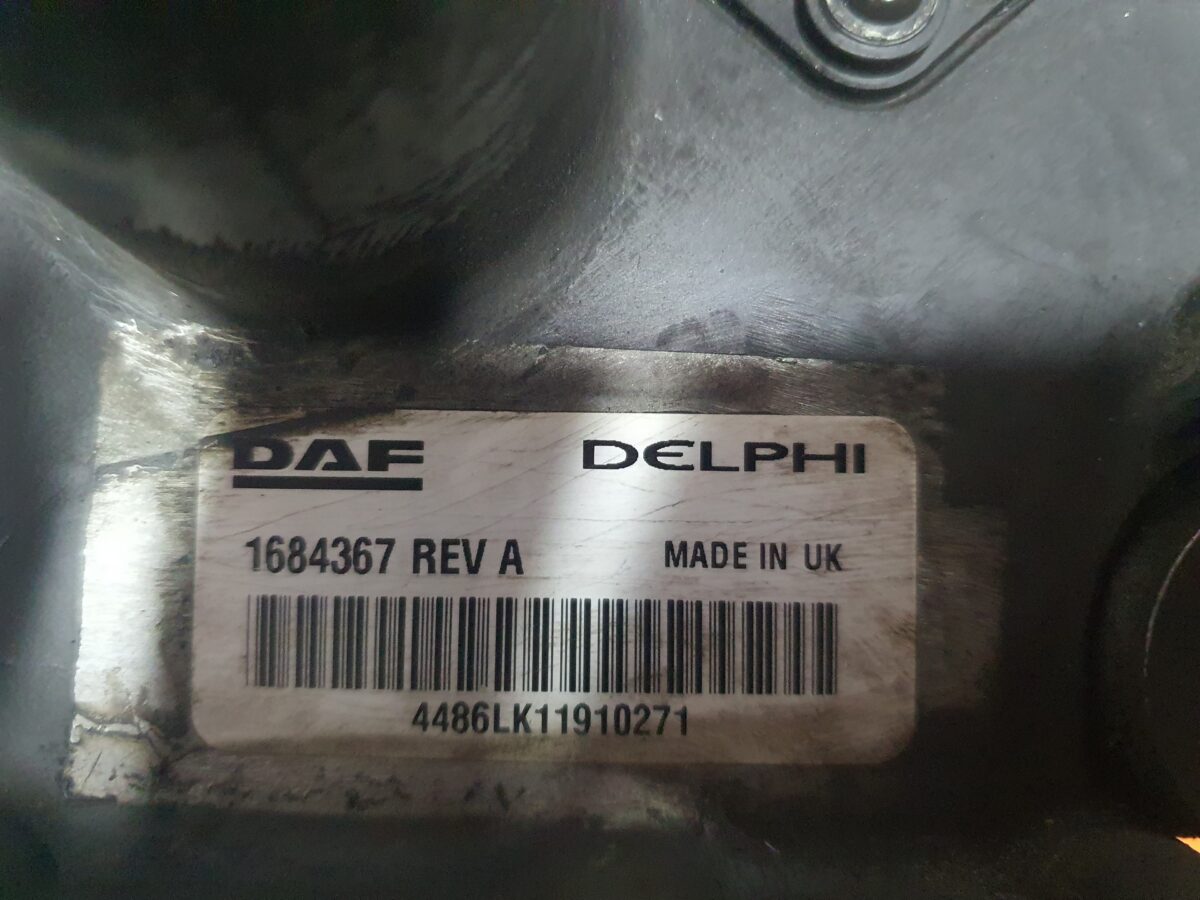 DAF DELPHI
1684367 REV A MADE IN UK
4486LK11910271